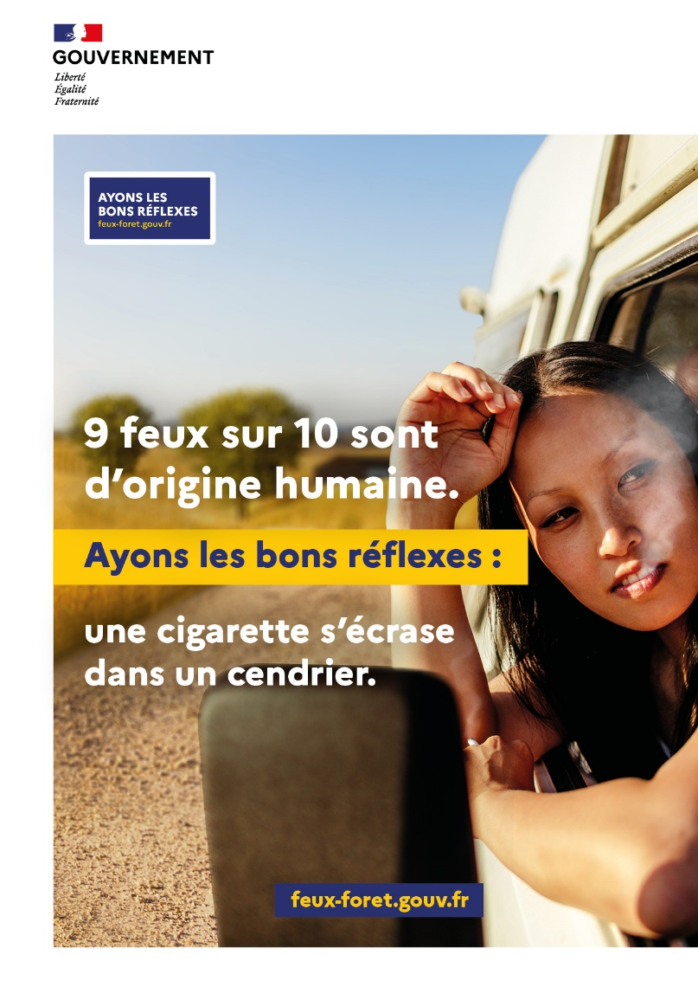 GOUVERNEMENT
Liberté
Égalité
Fraternité
AYONS LES
BONS RÉFLEXES
feux-foret.gouv.fr
9 feux sur 10 sont
d’origine humaine.
Ayons les bons réflexes :
une cigarette s’écrase
dans un cendrier.
feux-foret.gouv.fr